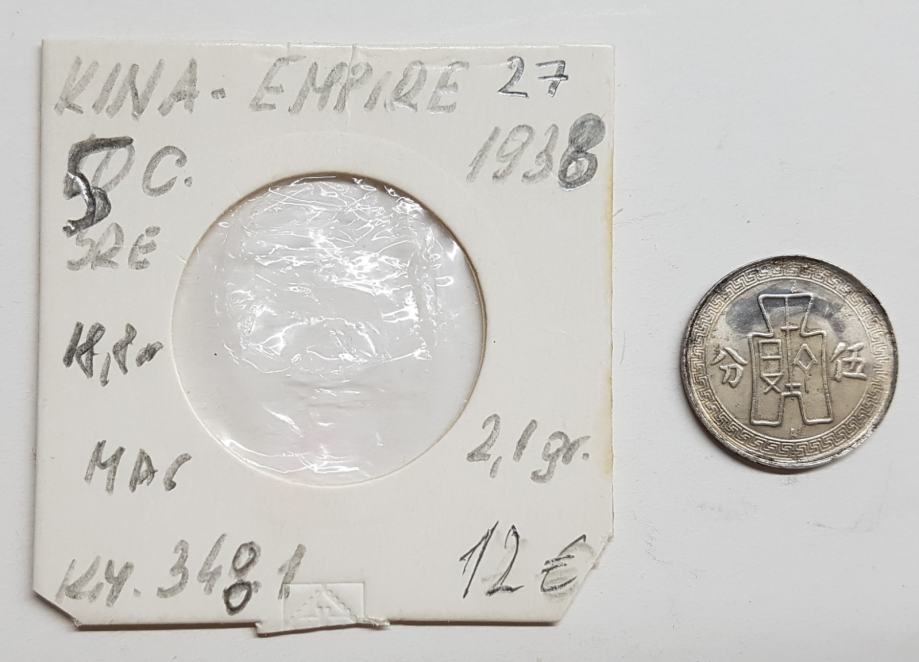 KINA - EMPIRE 27
1938
5 C.
SRE
MAG
2,1 gr.
KM. 348.1
12 €
分 伍